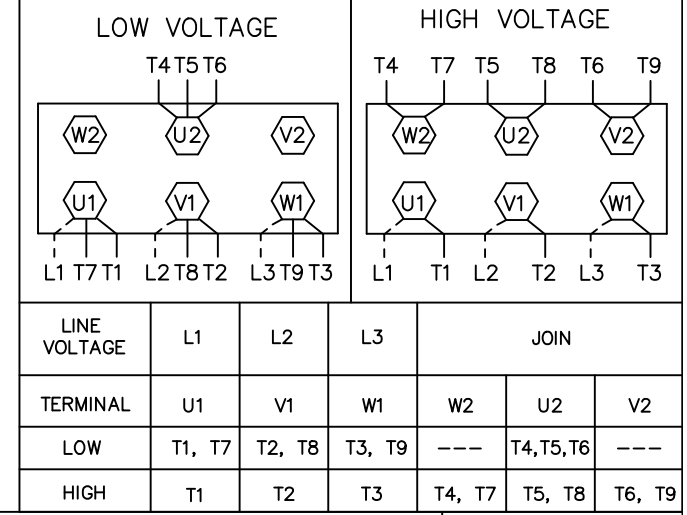 LOW VOLTAGE
T4 T5 T6
W2 U2 V2
U1 V1 W1
L1 T7 T1 L2 T8 T2 L3 T9 T3
HIGH VOLTAGE
T4 T7 T5 T8 T6 T9
W2 U2 V2
U1 V1 W1
L1 T1 L2 T2 L3 T3
LINE
VOLTAGE L1 L2 L3 JOIN
TERMINAL U1 V1 W1 W2 U2 V2
LOW T1, T7 T2, T8 T3, T9 --- T4,T5,T6 ---
HIGH T1 T2 T3 T4, T7 T5, T8 T6, T9